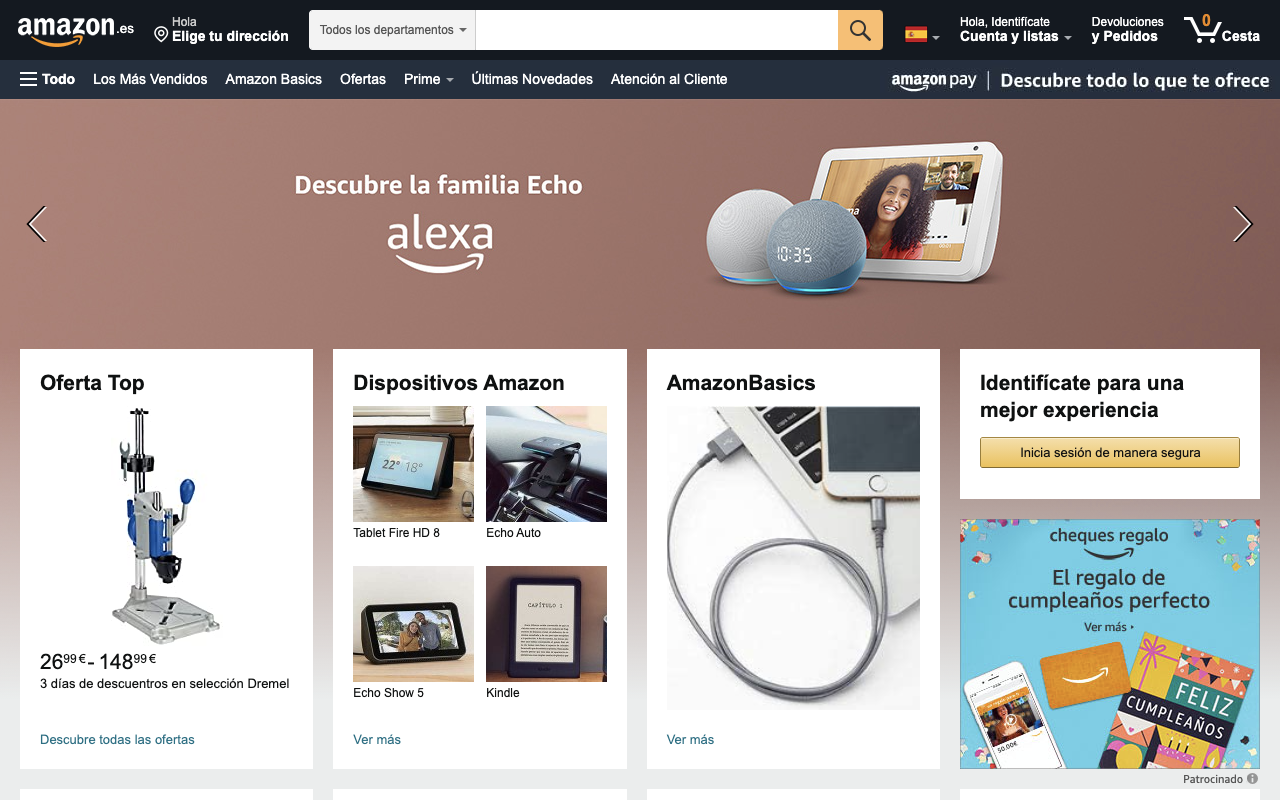 amazon.es
Hola
Elige tu dirección
Todos los departamentos
Hola, Identifícate
Cuenta y listas
Devoluciones
y Pedidos
0
Cesta
Todo
Los Más Vendidos
Amazon Basics
Ofertas
Prime
Últimas Novedades
Atención al Cliente
amazon pay | Descubre todo lo que te ofrece
Descubre la familia Echo
alexa
10:35
Oferta Top
26,99 € - 148,99 €
3 días de descuentros en selección Dremel
Descubre todas las ofertas
Dispositivos Amazon
22° 18°
Tablet Fire HD 8
Echo Auto
CAPÍTULO 1
Echo Show 5
Kindle
Ver más
AmazonBasics
caps lock
Ver más
Identifícate para una
mejor experiencia
Inicia sesión de manera segura
cheques regalo
El regalo de
cumpleaños perfecto
Ver más
50.00€
FELIZ
CUMPLEAÑOS
Patrocinado